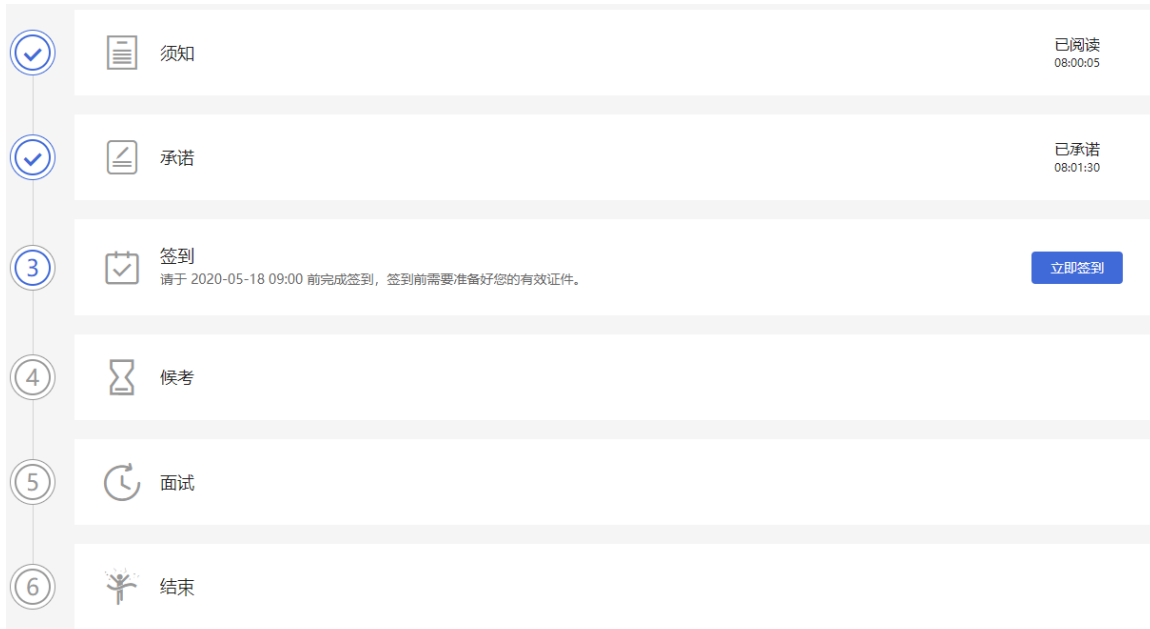 须知
已阅读
08:00:05
承诺
已承诺
08:01:30
3
签到
请于 2020-05-18 09:00 前完成签到，签到前需要准备好您的有效证件。
立即签到
4
候考
5
面试
6
结束